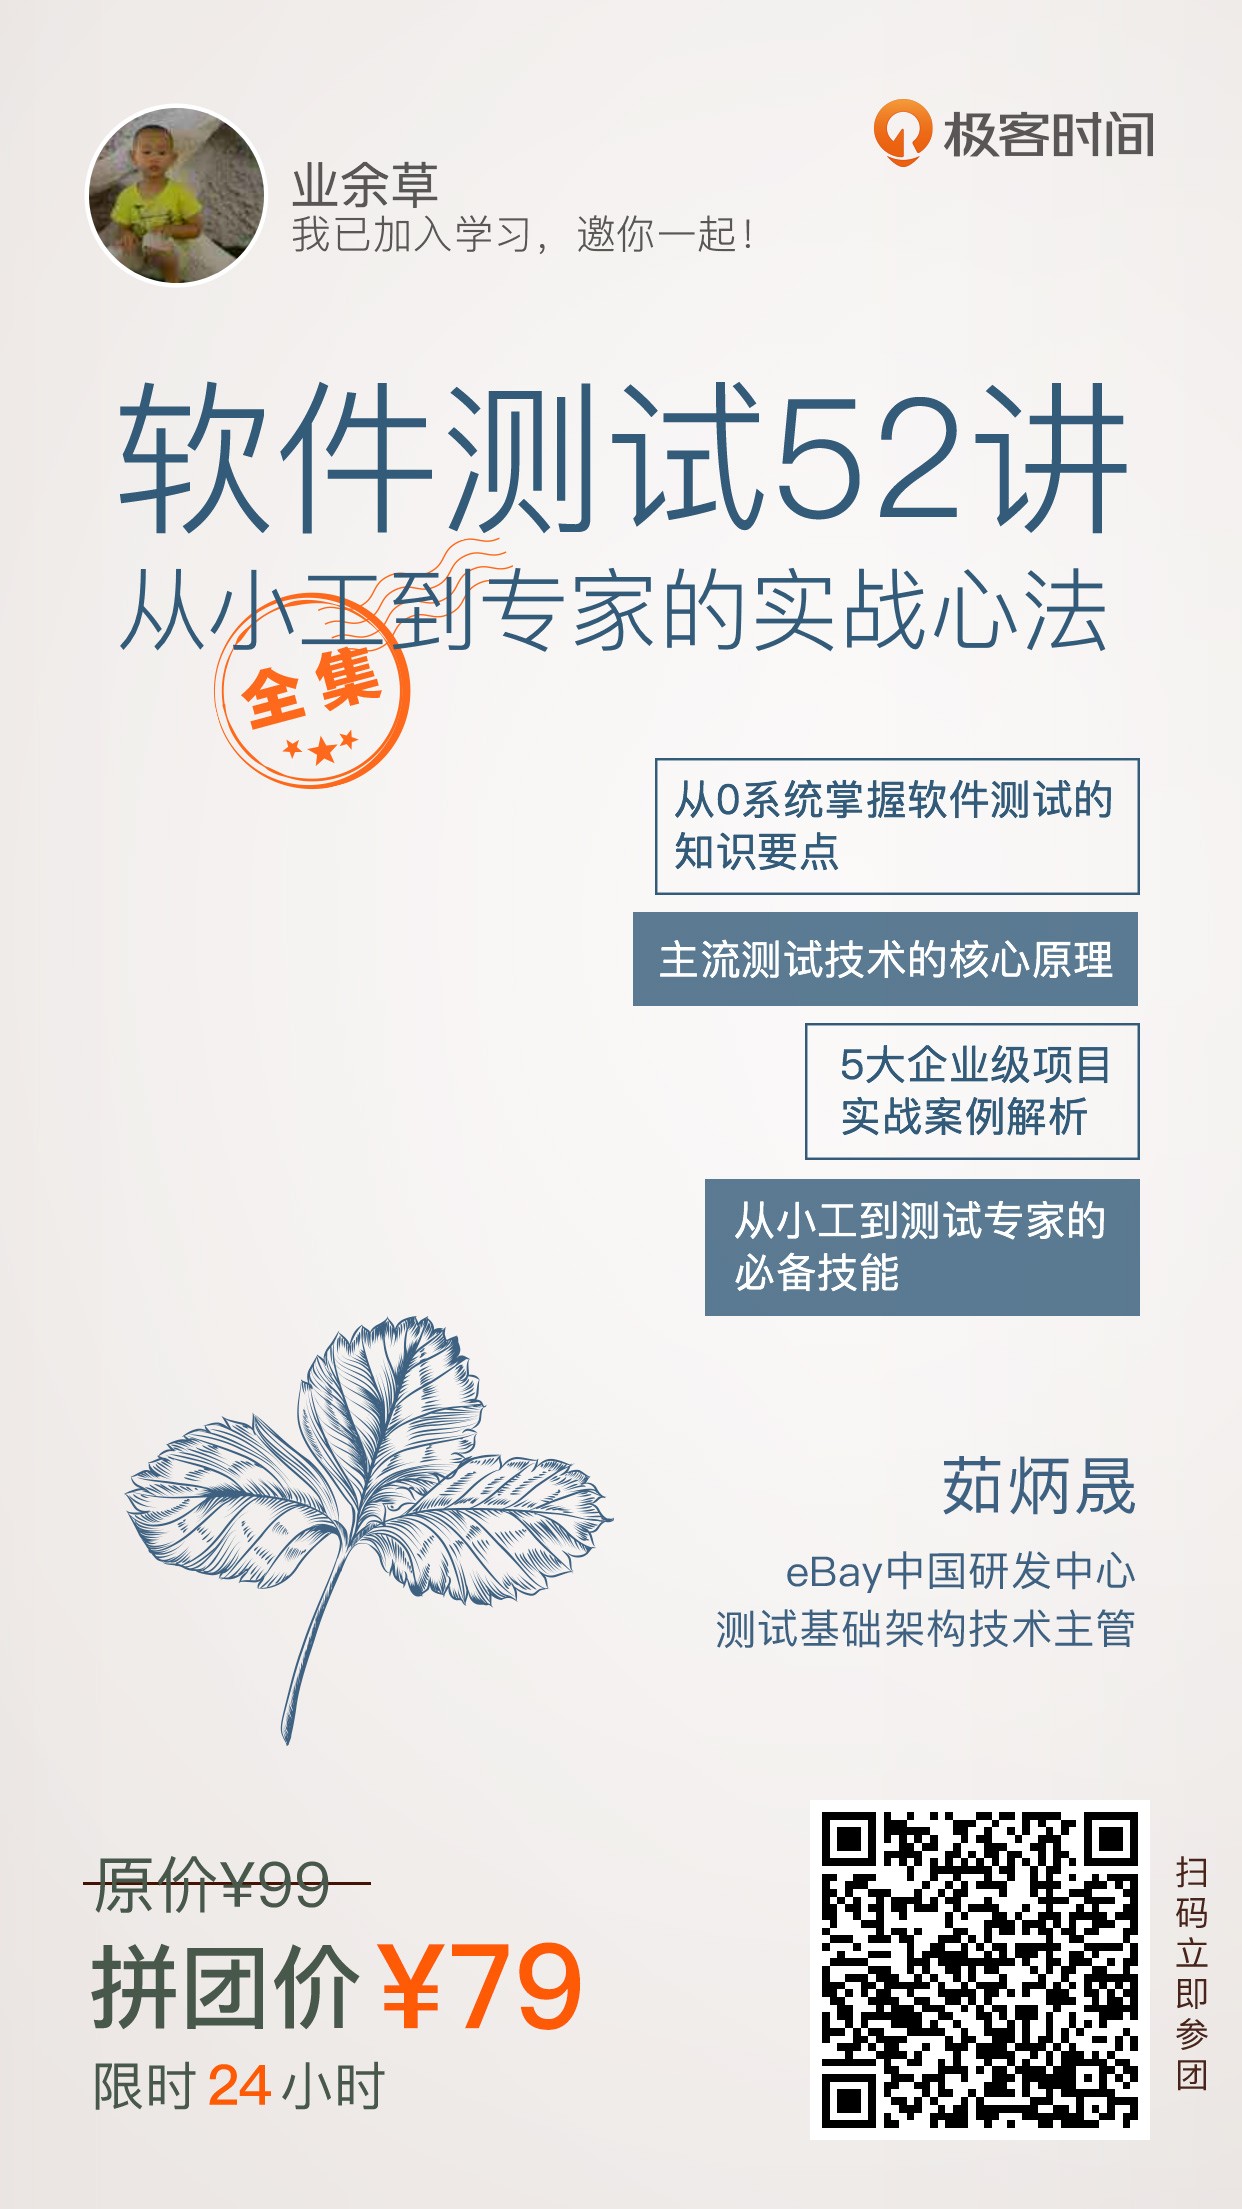 极客时间
业余草
我已加入学习，邀你一起！
软件测试52讲
从小工到专家的实战心法
全集
从0系统掌握软件测试的
知识要点
主流测试技术的核心原理
5大企业级项目
实战案例解析
从小工到测试专家的
必备技能
茹炳晟
eBay中国研发中心
测试基础架构技术主管
原价¥99
拼团价¥79
限时24小时
扫码立即参团